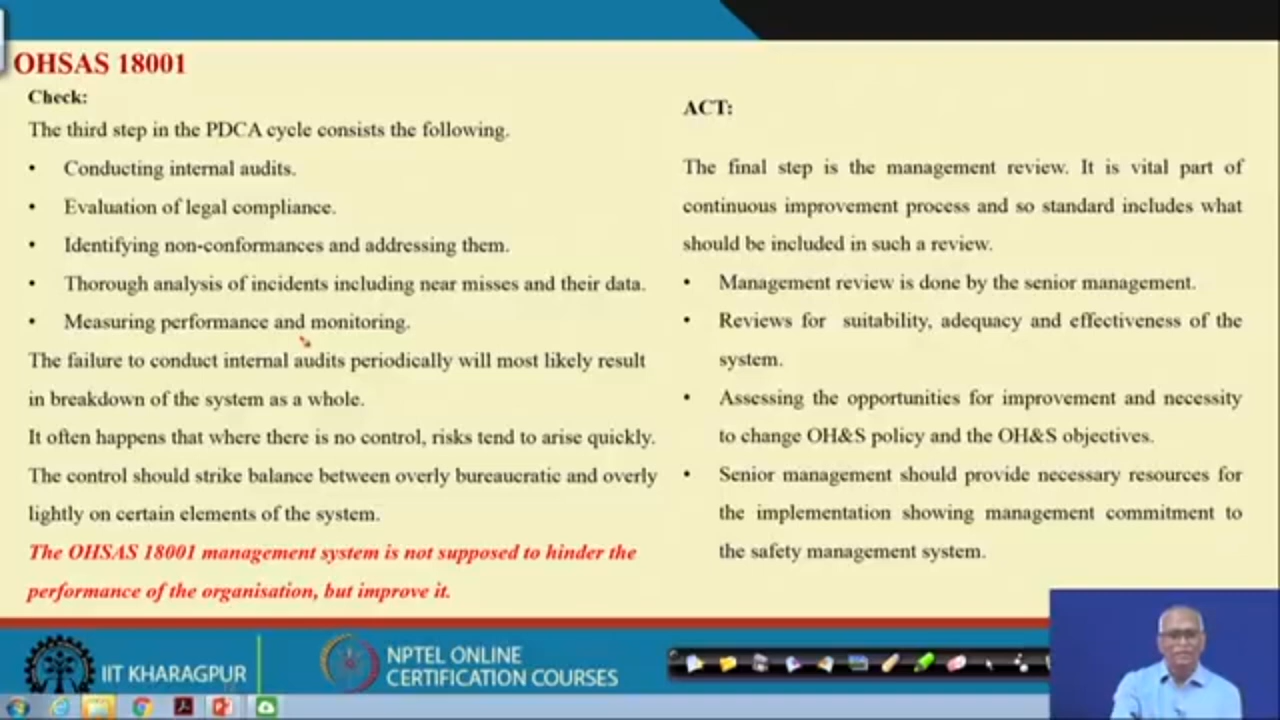 OHSAS 18001
Check:
The third step in the PDCA cycle consists the following.
• Conducting internal audits.
• Evaluation of legal compliance.
• Identifying non-conformances and addressing them.
• Thorough analysis of incidents including near misses and their data.
• Measuring performance and monitoring.
The failure to conduct internal audits periodically will most likely result
in breakdown of the system as a whole.
It often happens that where there is no control, risks tend to arise quickly.
The control should strike balance between overly bureaucratic and overly
lightly on certain elements of the system.
The OHSAS 18001 management system is not supposed to hinder the
performance of the organisation, but improve it.
ACT:
The final step is the management review. It is vital part of
continuous improvement process and so standard includes what
should be included in such a review.
• Management review is done by the senior management.
• Reviews for suitability, adequacy and effectiveness of the
system.
• Assessing the opportunities for improvement and necessity
to change OH&S policy and the OH&S objectives.
• Senior management should provide necessary resources for
the implementation showing management commitment to
the safety management system.
IIT KHARAGPUR
NPTEL ONLINE
CERTIFICATION COURSES